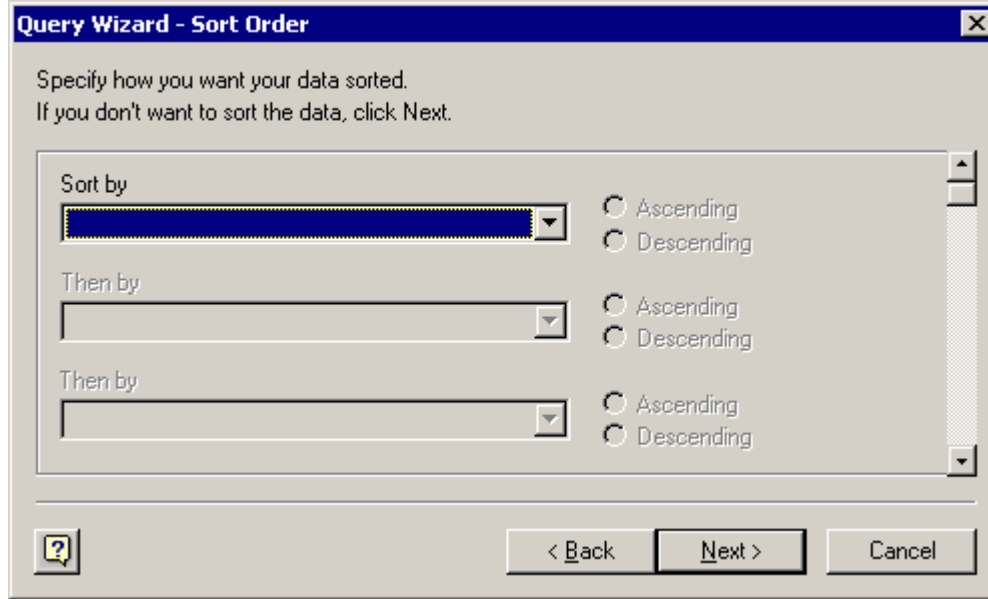 Query Wizard - Sort Order
Specify how you want your data sorted.
If you don't want to sort the data, click Next.
Sort by
Ascending
Descending
Then by
Ascending
Descending
Then by
Ascending
Descending
?
< Back
Next >
Cancel